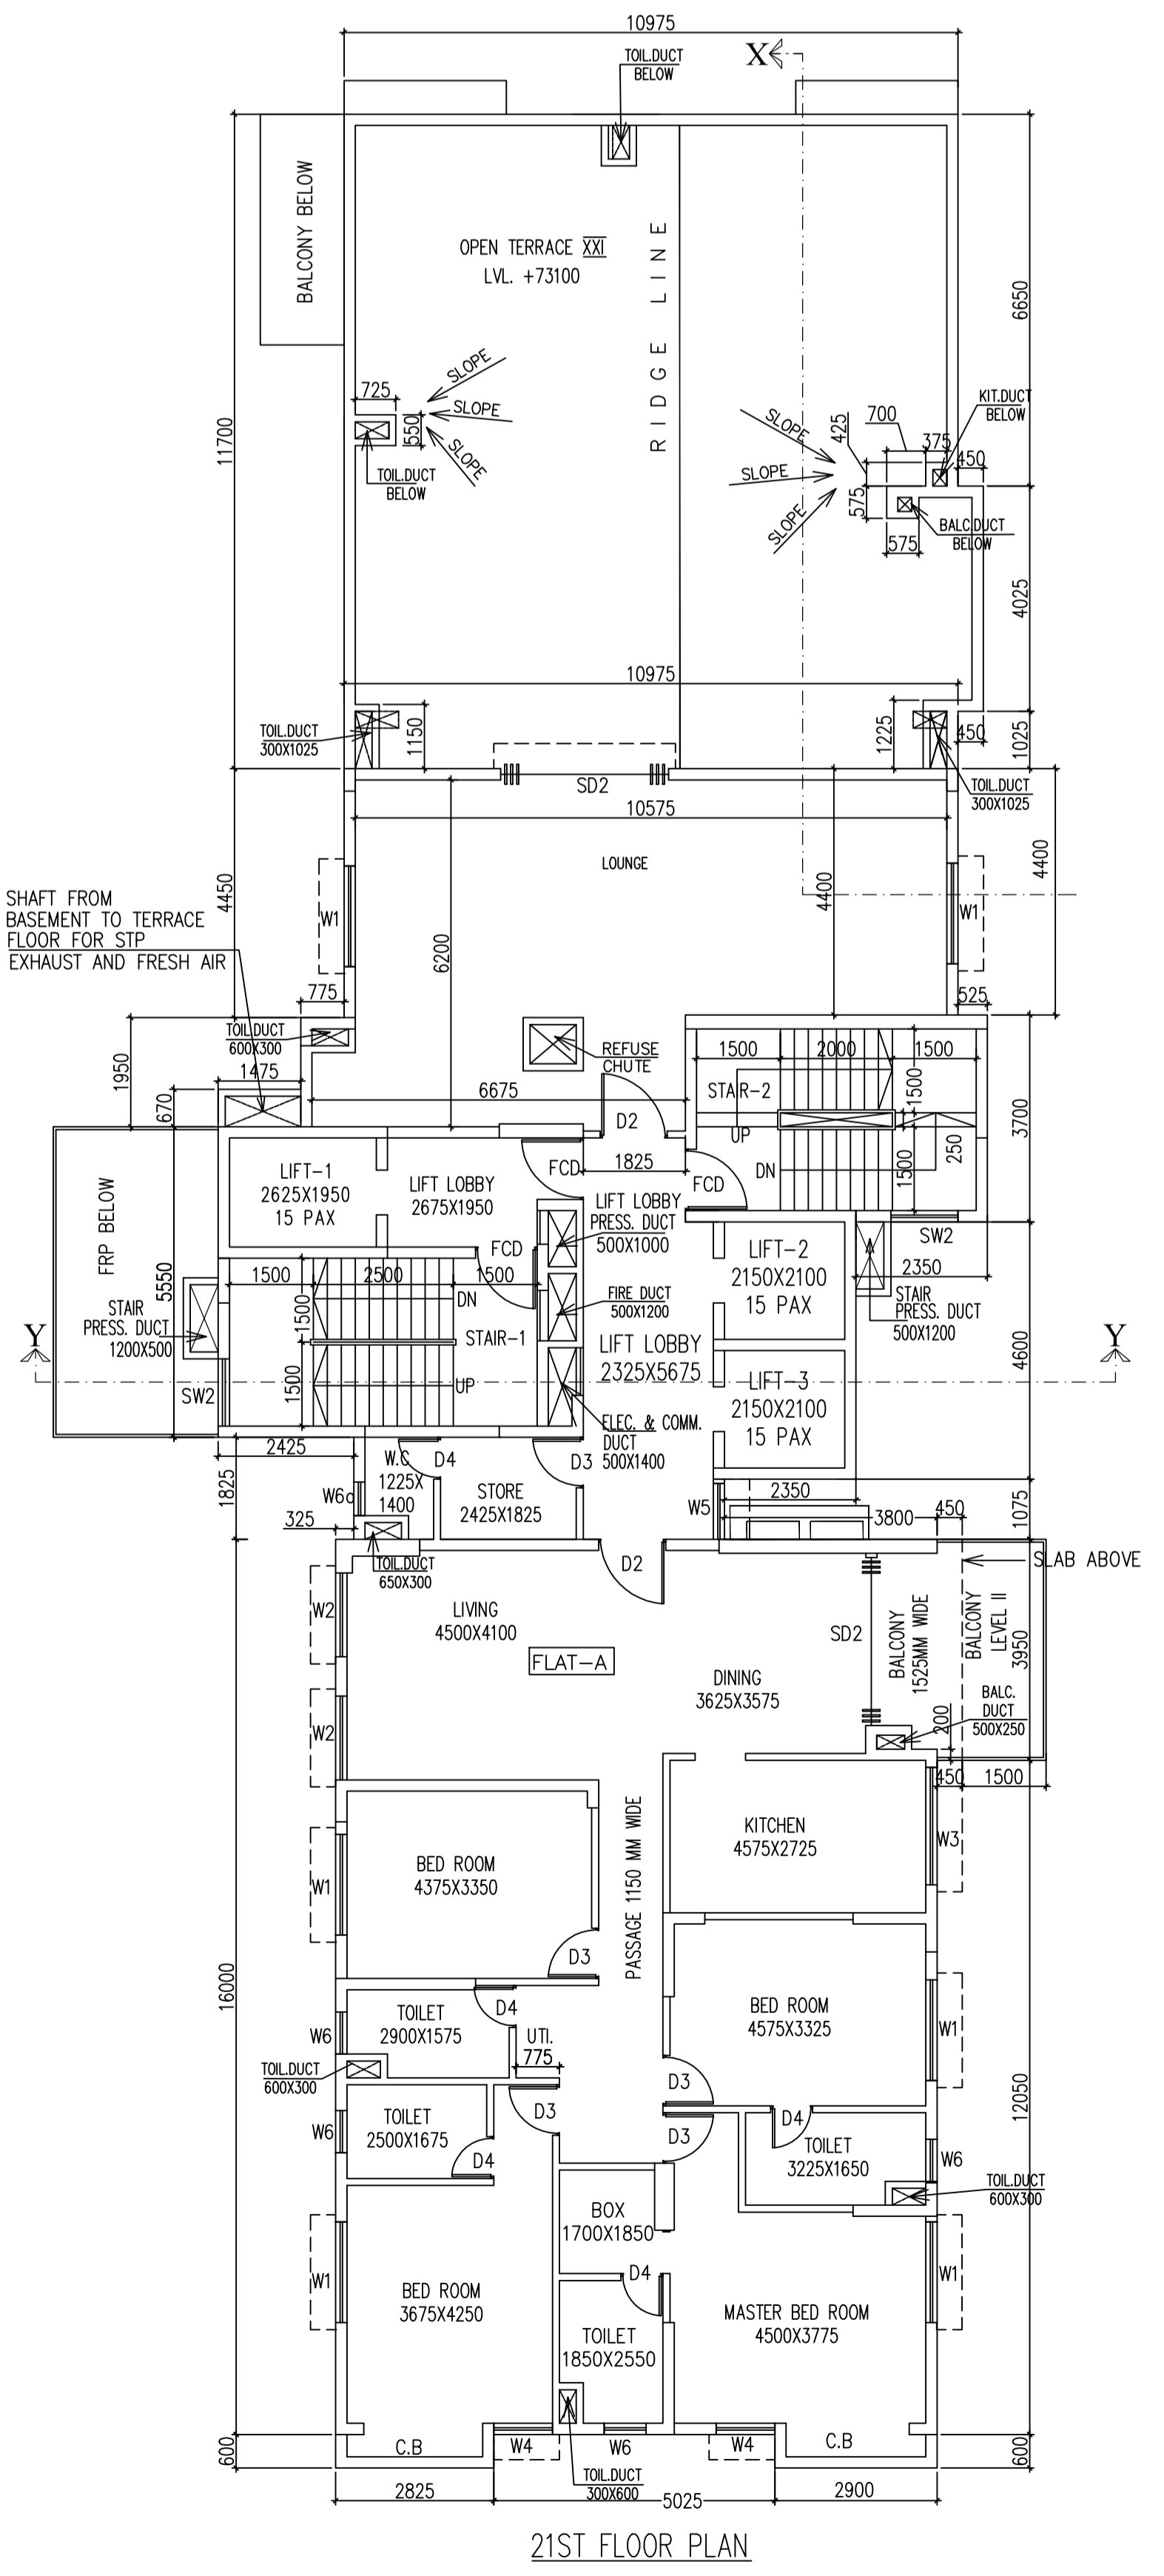 10975
X
TOIL.DUCT
BELOW
BALCONY BELOW
OPEN TERRACE XXI
LVL. +73100
RIDGE LINE
6650
11700
SLOPE
SLOPE
SLOPE
725
550
TOIL.DUCT
BELOW
SLOPE
SLOPE
SLOPE
425
700
375
KIT.DUCT
BELOW
450
575
575
BALC.DUCT
BELOW
4025
10975
TOIL.DUCT
300X1025
1150
1225
450
1025
SD2
TOIL.DUCT
300X1025
10575
LOUNGE
4450
W1
6200
4400
W1
4400
SHAFT FROM
BASEMENT TO TERRACE
FLOOR FOR STP
EXHAUST AND FRESH AIR
775
525
TOIL.DUCT
600X300
1950
1475
670
REFUSE
CHUTE
6675
1500
2000
1500
STAIR-2
1500
3700
D2
UP
DN
250
1500
1825
FCD
FCD
LIFT-1
2625X1950
15 PAX
LIFT LOBBY
2675X1950
LIFT LOBBY
PRESS. DUCT
500X1000
FRP BELOW
5550
FCD
SW2
2350
LIFT-2
2150X2100
15 PAX
1500
2500
1500
DN
1500
STAIR
PRESS. DUCT
1200X500
FIRE DUCT
500X1200
STAIR
PRESS. DUCT
500X1200
STAIR-1
LIFT LOBBY
2325X5675
Y
Y
4600
SW2
1500
UP
LIFT-3
2150X2100
15 PAX
ELEC. & COMM.
DUCT
500X1400
2425
1825
W.C
1225X
1400
D4
D3
STORE
2425X1825
W6a
W5
2350
3800
450
1075
325
TOIL.DUCT
650X300
D2
SLAB ABOVE
W2
LIVING
4500X4100
FLAT-A
SD2
BALCONY
1525MM WIDE
BALCONY
LEVEL II
3950
DINING
3625X3575
W2
BALC.
DUCT
500X250
200
450
1500
KITCHEN
4575X2725
W3
PASSAGE 1150 MM WIDE
BED ROOM
4375X3350
W1
D3
16000
TOILET
2900X1575
D4
W6
UTI.
775
BED ROOM
4575X3325
W1
TOIL.DUCT
600X300
D3
12050
TOILET
2500X1675
W6
D3
D4
D3
D4
TOILET
3225X1650
W6
TOIL.DUCT
600X300
BOX
1700X1850
W1
BED ROOM
3675X4250
D4
W1
MASTER BED ROOM
4500X3775
TOILET
1850X2550
600
C.B
W4
W6
W4
C.B
600
TOIL.DUCT
300X600
2825
5025
2900
21ST FLOOR PLAN